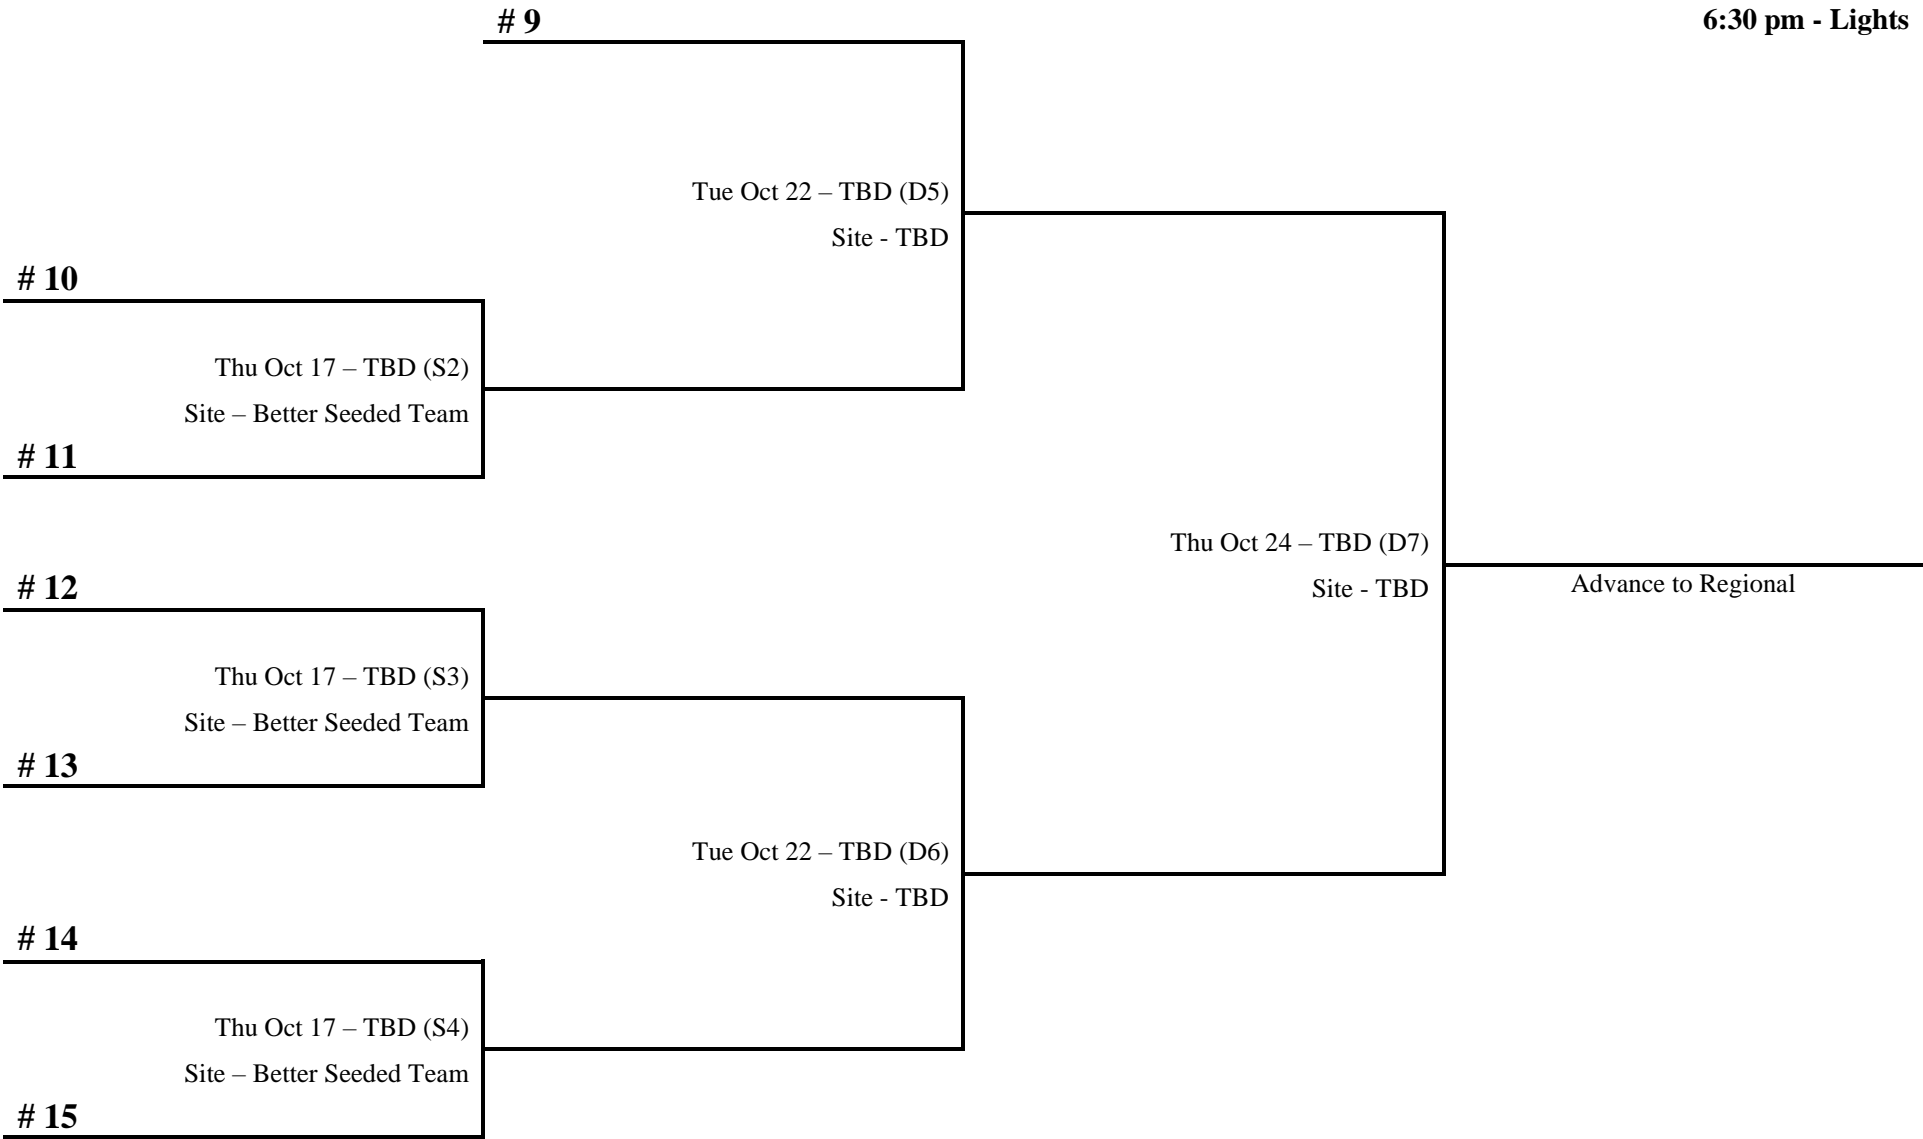 # 9
6:30 pm - Lights
Tue Oct 22 – TBD (D5)
Site - TBD
# 10
Thu Oct 17 – TBD (S2)
Site – Better Seeded Team
# 11
Thu Oct 24 – TBD (D7)
Site - TBD
Advance to Regional
# 12
Thu Oct 17 – TBD (S3)
Site – Better Seeded Team
# 13
Tue Oct 22 – TBD (D6)
Site - TBD
# 14
Thu Oct 17 – TBD (S4)
Site – Better Seeded Team
# 15